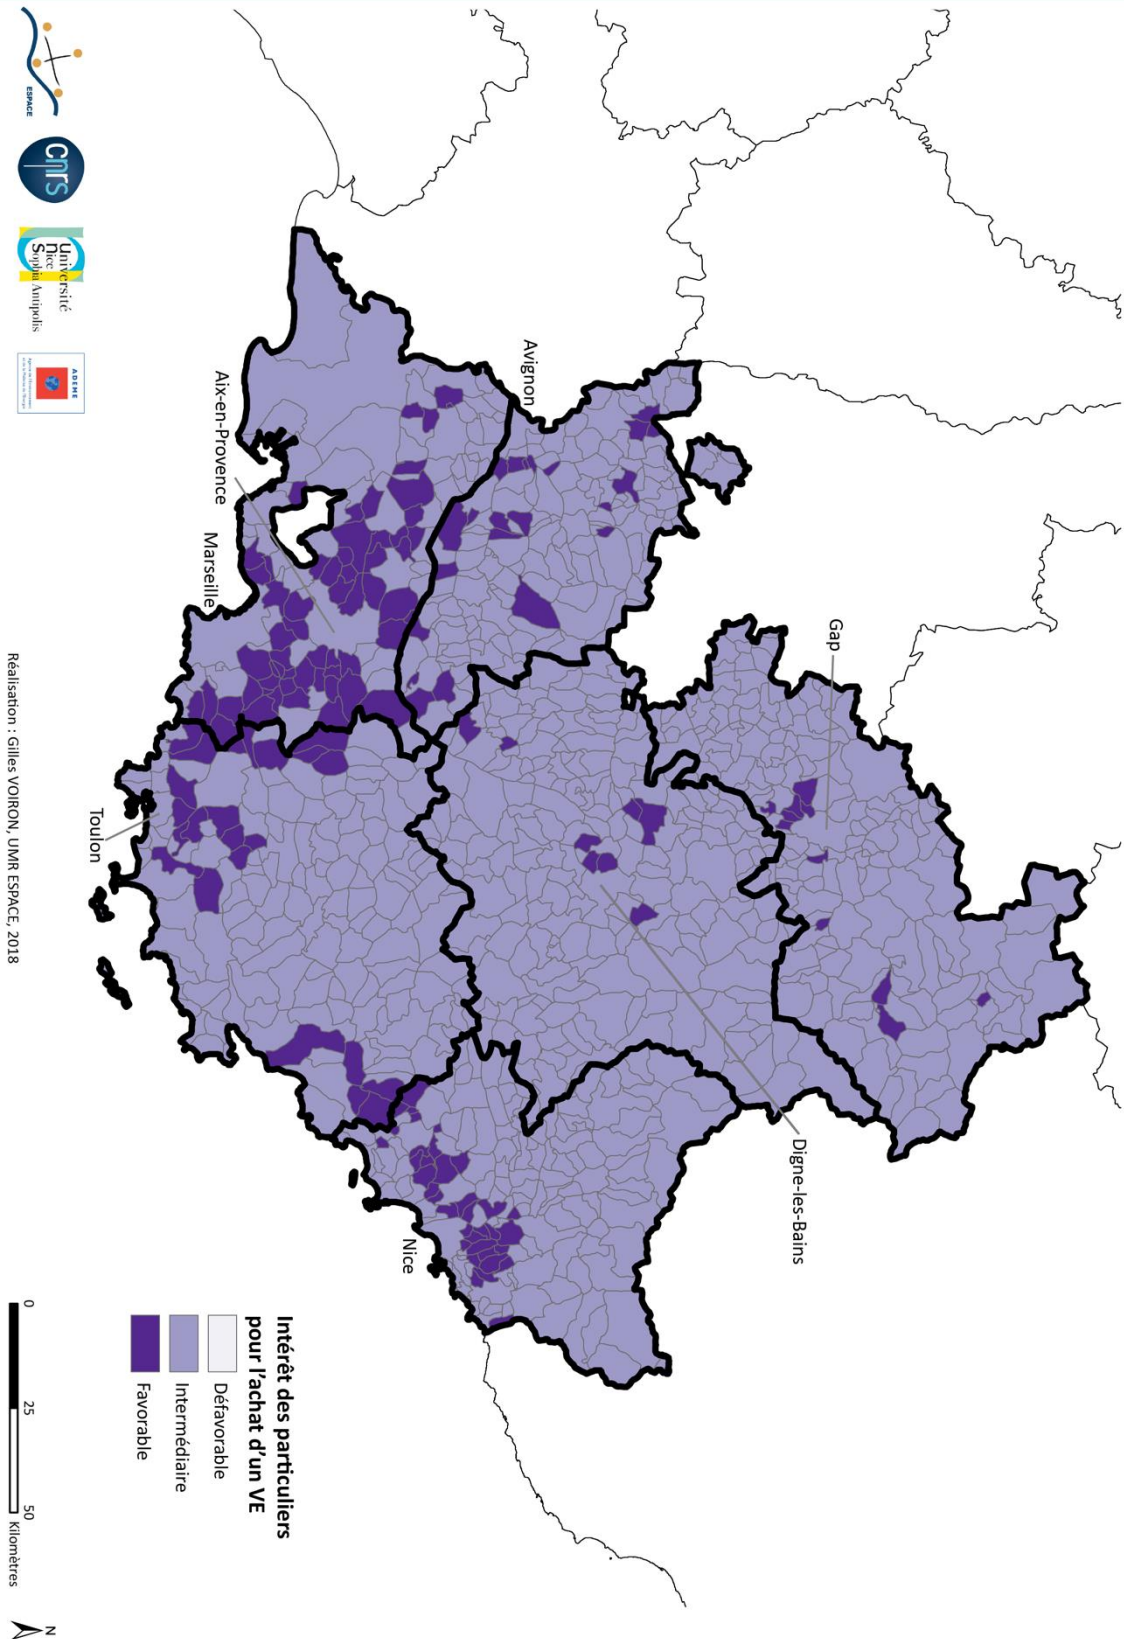 Gap
Avignon
Digne-les-Bains
Aix-en-Provence
Marseille
Nice
Toulon
Intérêt des particuliers
pour l'achat d'un VE
Défavorable
Intermédiaire
Favorable
0 25 50 Kilomètres
N
ESPACE
cnrs
Université
nice
Sophia Antipolis
ADEME
Réalisation : Gilles VOIRON, UMR ESPACE, 2018